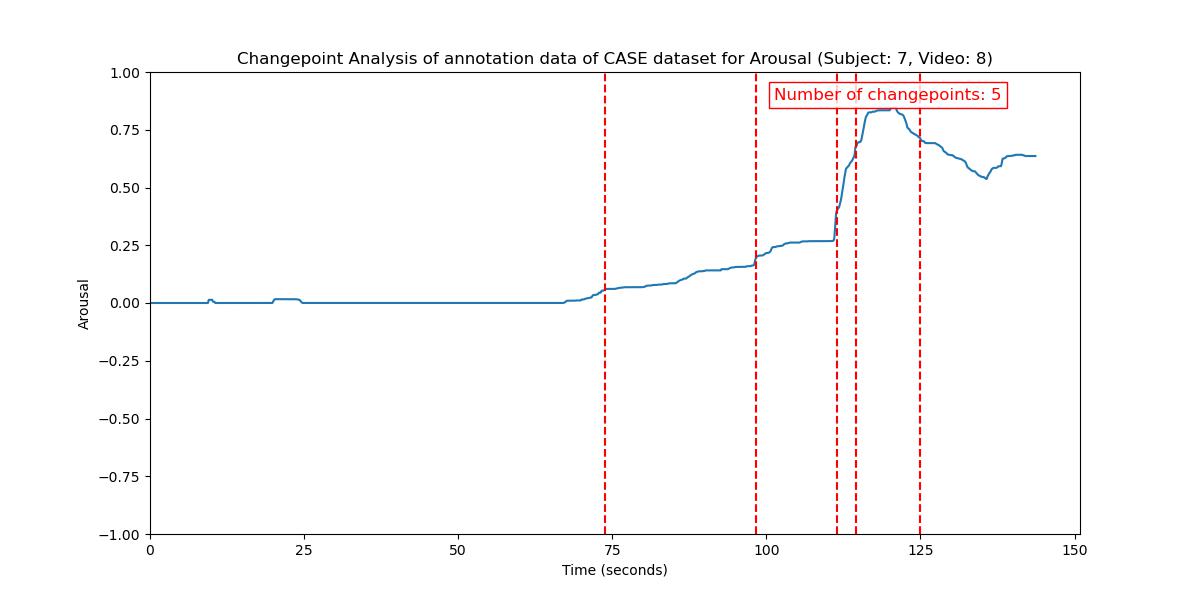 Changepoint Analysis of annotation data of CASE dataset for Arousal (Subject: 7, Video: 8)
Number of changepoints: 5
1.00
0.75
0.50
0.25
0.00
−0.25
−0.50
−0.75
−1.00
Arousal
0 25 50 75 100 125 150
Time (seconds)